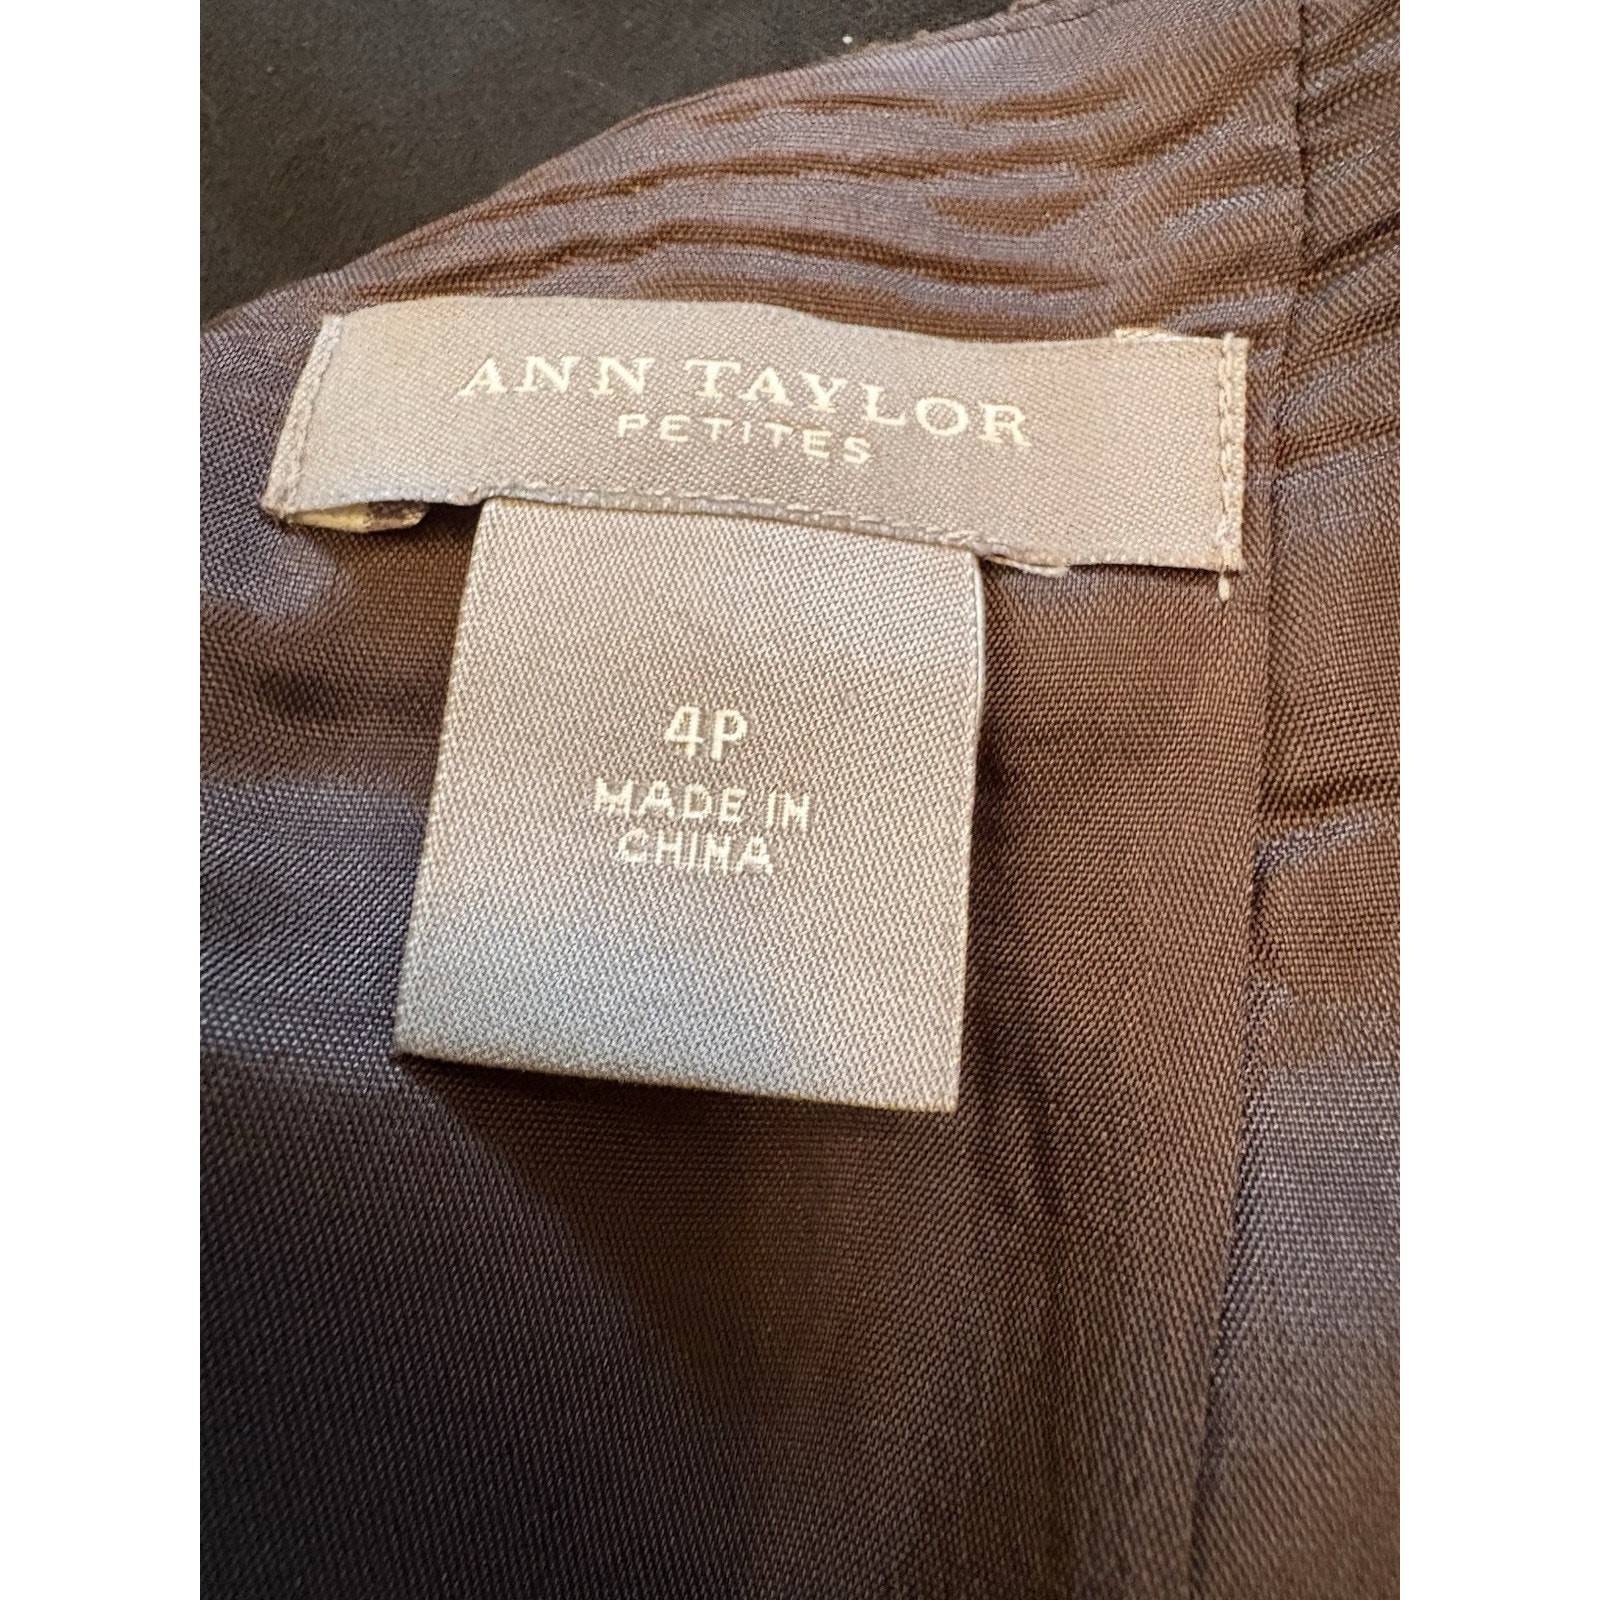 ANN TAYLOR
PETITES
4P
MADE IN
CHINA